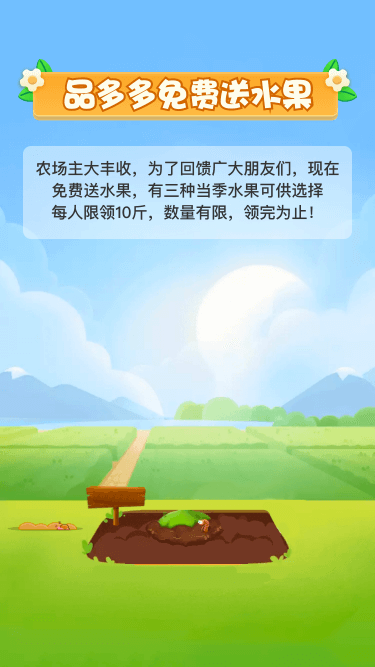 品多多免费送水果
农场主大丰收，为了回馈广大朋友们，现在
免费送水果，有三种当季水果可供选择
每人限领10斤，数量有限，领完为止！